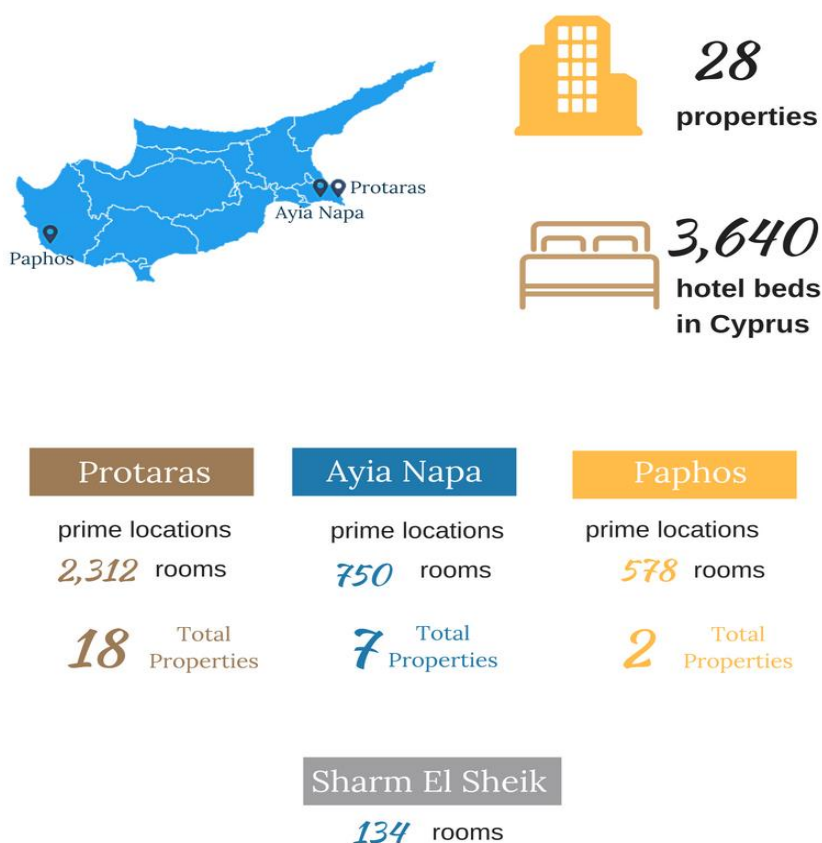 28
properties
Protaras
Ayia Napa
Paphos
3,640
hotel beds
in Cyprus
Protaras
prime locations
2,312 rooms
18 Total
Properties
Ayia Napa
prime locations
750 rooms
7 Total
Properties
Paphos
prime locations
578 rooms
2 Total
Properties
Sharm El Sheik
134 rooms